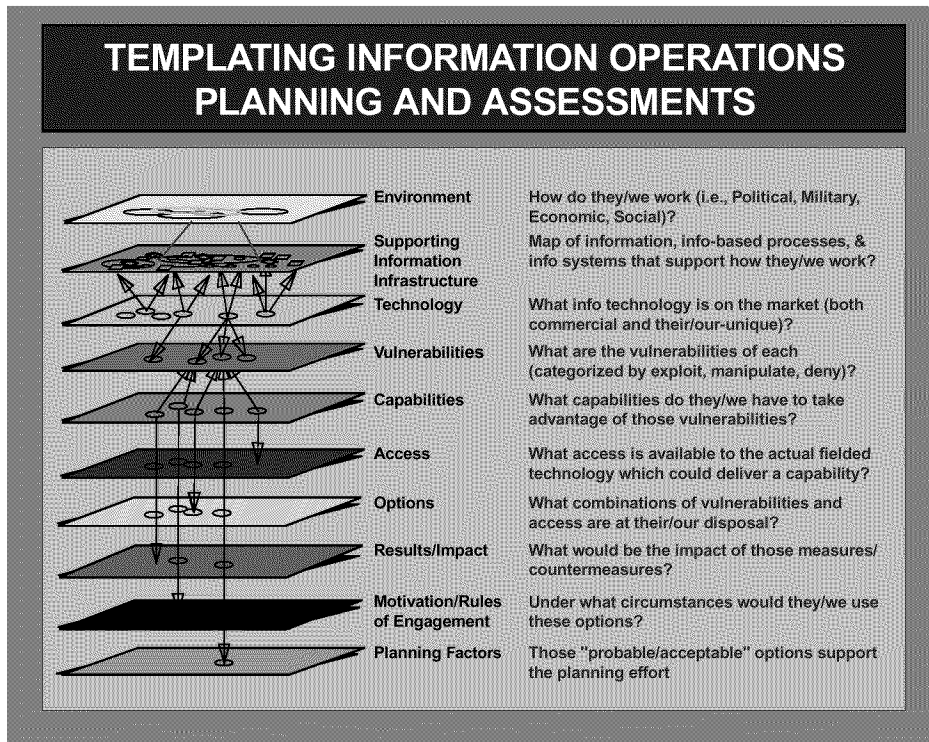 TEMPLATING INFORMATION OPERATIONS
PLANNING AND ASSESSMENTS
Environment
How do they/we work (i.e., Political, Military,
Economic, Social)?
Supporting
Information
Infrastructure
Map of information, info-based processes, &
info systems that support how they/we work?
Technology
What info technology is on the market (both
commercial and their/our-unique)?
Vulnerabilities
What are the vulnerabilities of each
(categorized by exploit, manipulate, deny)?
Capabilities
What capabilities do they/we have to take
advantage of those vulnerabilities?
Access
What access is available to the actual fielded
technology which could deliver a capability?
Options
What combinations of vulnerabilities and
access are at their/our disposal?
Results/Impact
What would be the impact of those measures/
countermeasures?
Motivation/Rules
of Engagement
Under what circumstances would they/we use
these options?
Planning Factors
Those "probable/acceptable" options support
the planning effort